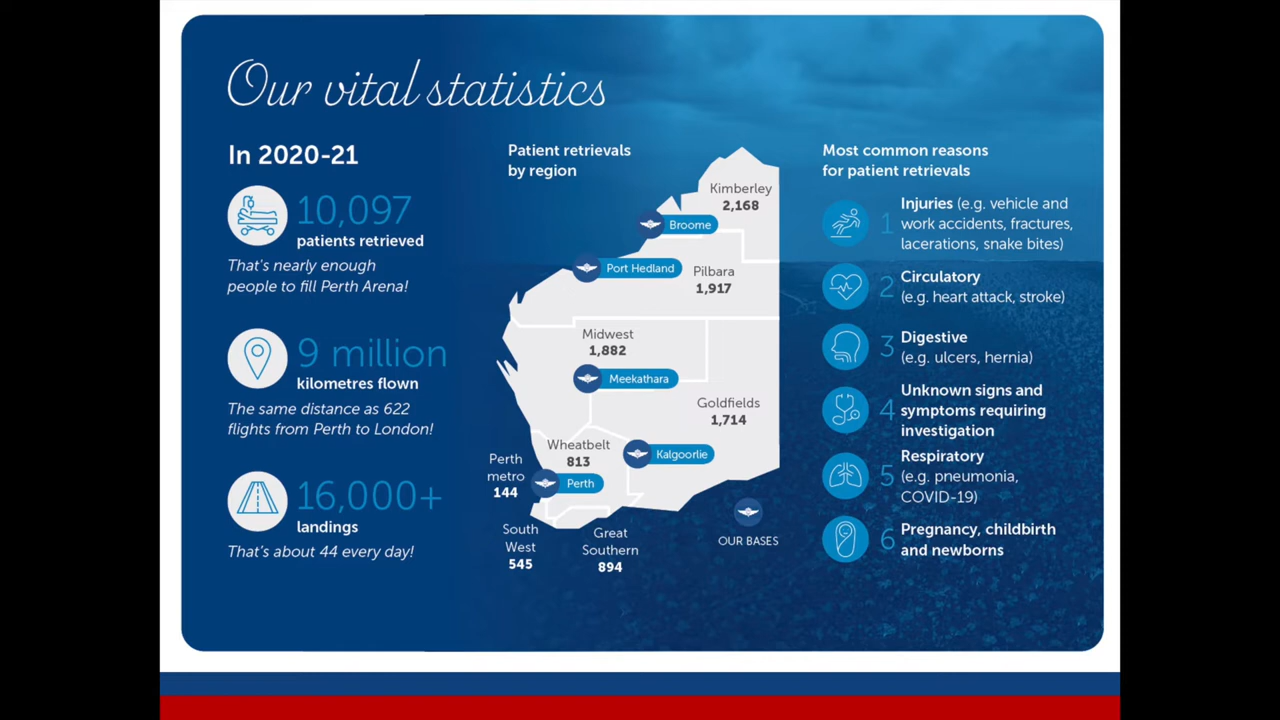 Our vital statistics
In 2020-21
10,097
patients retrieved
That's nearly enough
people to fill Perth Arena!
9 million
kilometres flown
The same distance as 622
flights from Perth to London!
16,000+
landings
That's about 44 every day!
Patient retrievals
by region
Kimberley
2,168
Broome
Port Hedland
Pilbara
1,917
Midwest
1,882
Meekathara
Goldfields
1,714
Wheatbelt
813
Kalgoorlie
Perth
metro
144
Perth
South
West
545
Great
Southern
894
OUR BASES
Most common reasons
for patient retrievals
1 Injuries (e.g. vehicle and
work accidents, fractures,
lacerations, snake bites)
2 Circulatory
(e.g. heart attack, stroke)
3 Digestive
(e.g. ulcers, hernia)
4 Unknown signs and
symptoms requiring
investigation
5 Respiratory
(e.g. pneumonia,
COVID-19)
6 Pregnancy, childbirth
and newborns